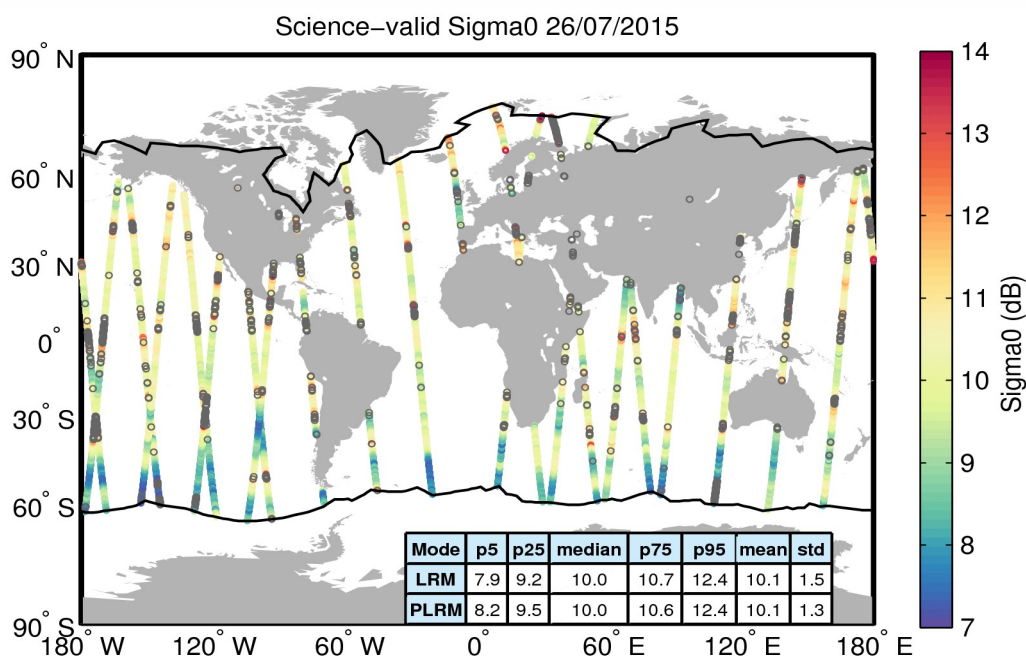 Science−valid Sigma0 26/07/2015
90° N
60° N
30° N
0°
30° S
60° S
90° S
180° W
120° W
60° W
0°
60° E
120° E
180° E
14
13
12
11
10
9
8
7
Sigma0 (dB)
Mode p5 p25 median p75 p95 mean std
LRM 7.9 9.2 10.0 10.7 12.4 10.1 1.5
PLRM 8.2 9.5 10.0 10.6 12.4 10.1 1.3